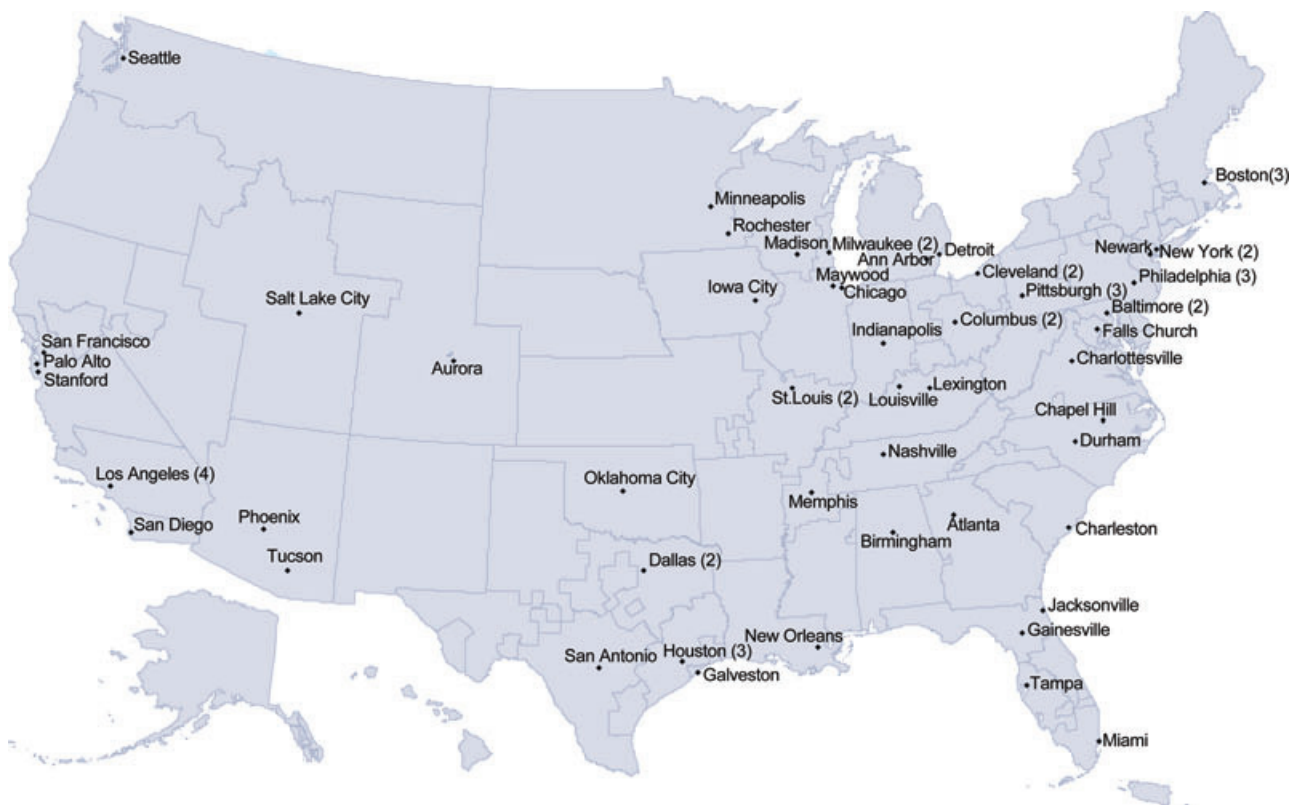 Seattle
Boston(3)
Minneapolis
Rochester
Madison
Milwaukee (2)
Detroit
Newark
New York (2)
Ann Arbor
Cleveland (2)
Philadelphia (3)
Maywood
Chicago
Iowa City
Pittsburgh (3)
Salt Lake City
Baltimore (2)
Columbus (2)
Indianapolis
Falls Church
San Francisco
Palo Alto
Stanford
Aurora
Charlottesville
St.Louis (2)
Louisville
Lexington
Chapel Hill
Durham
Nashville
Los Angeles (4)
Oklahoma City
Memphis
San Diego
Phoenix
Atlanta
Birmingham
Charleston
Tucson
Dallas (2)
Jacksonville
Gainesville
New Orleans
San Antonio
Houston (3)
Galveston
Tampa
Miami